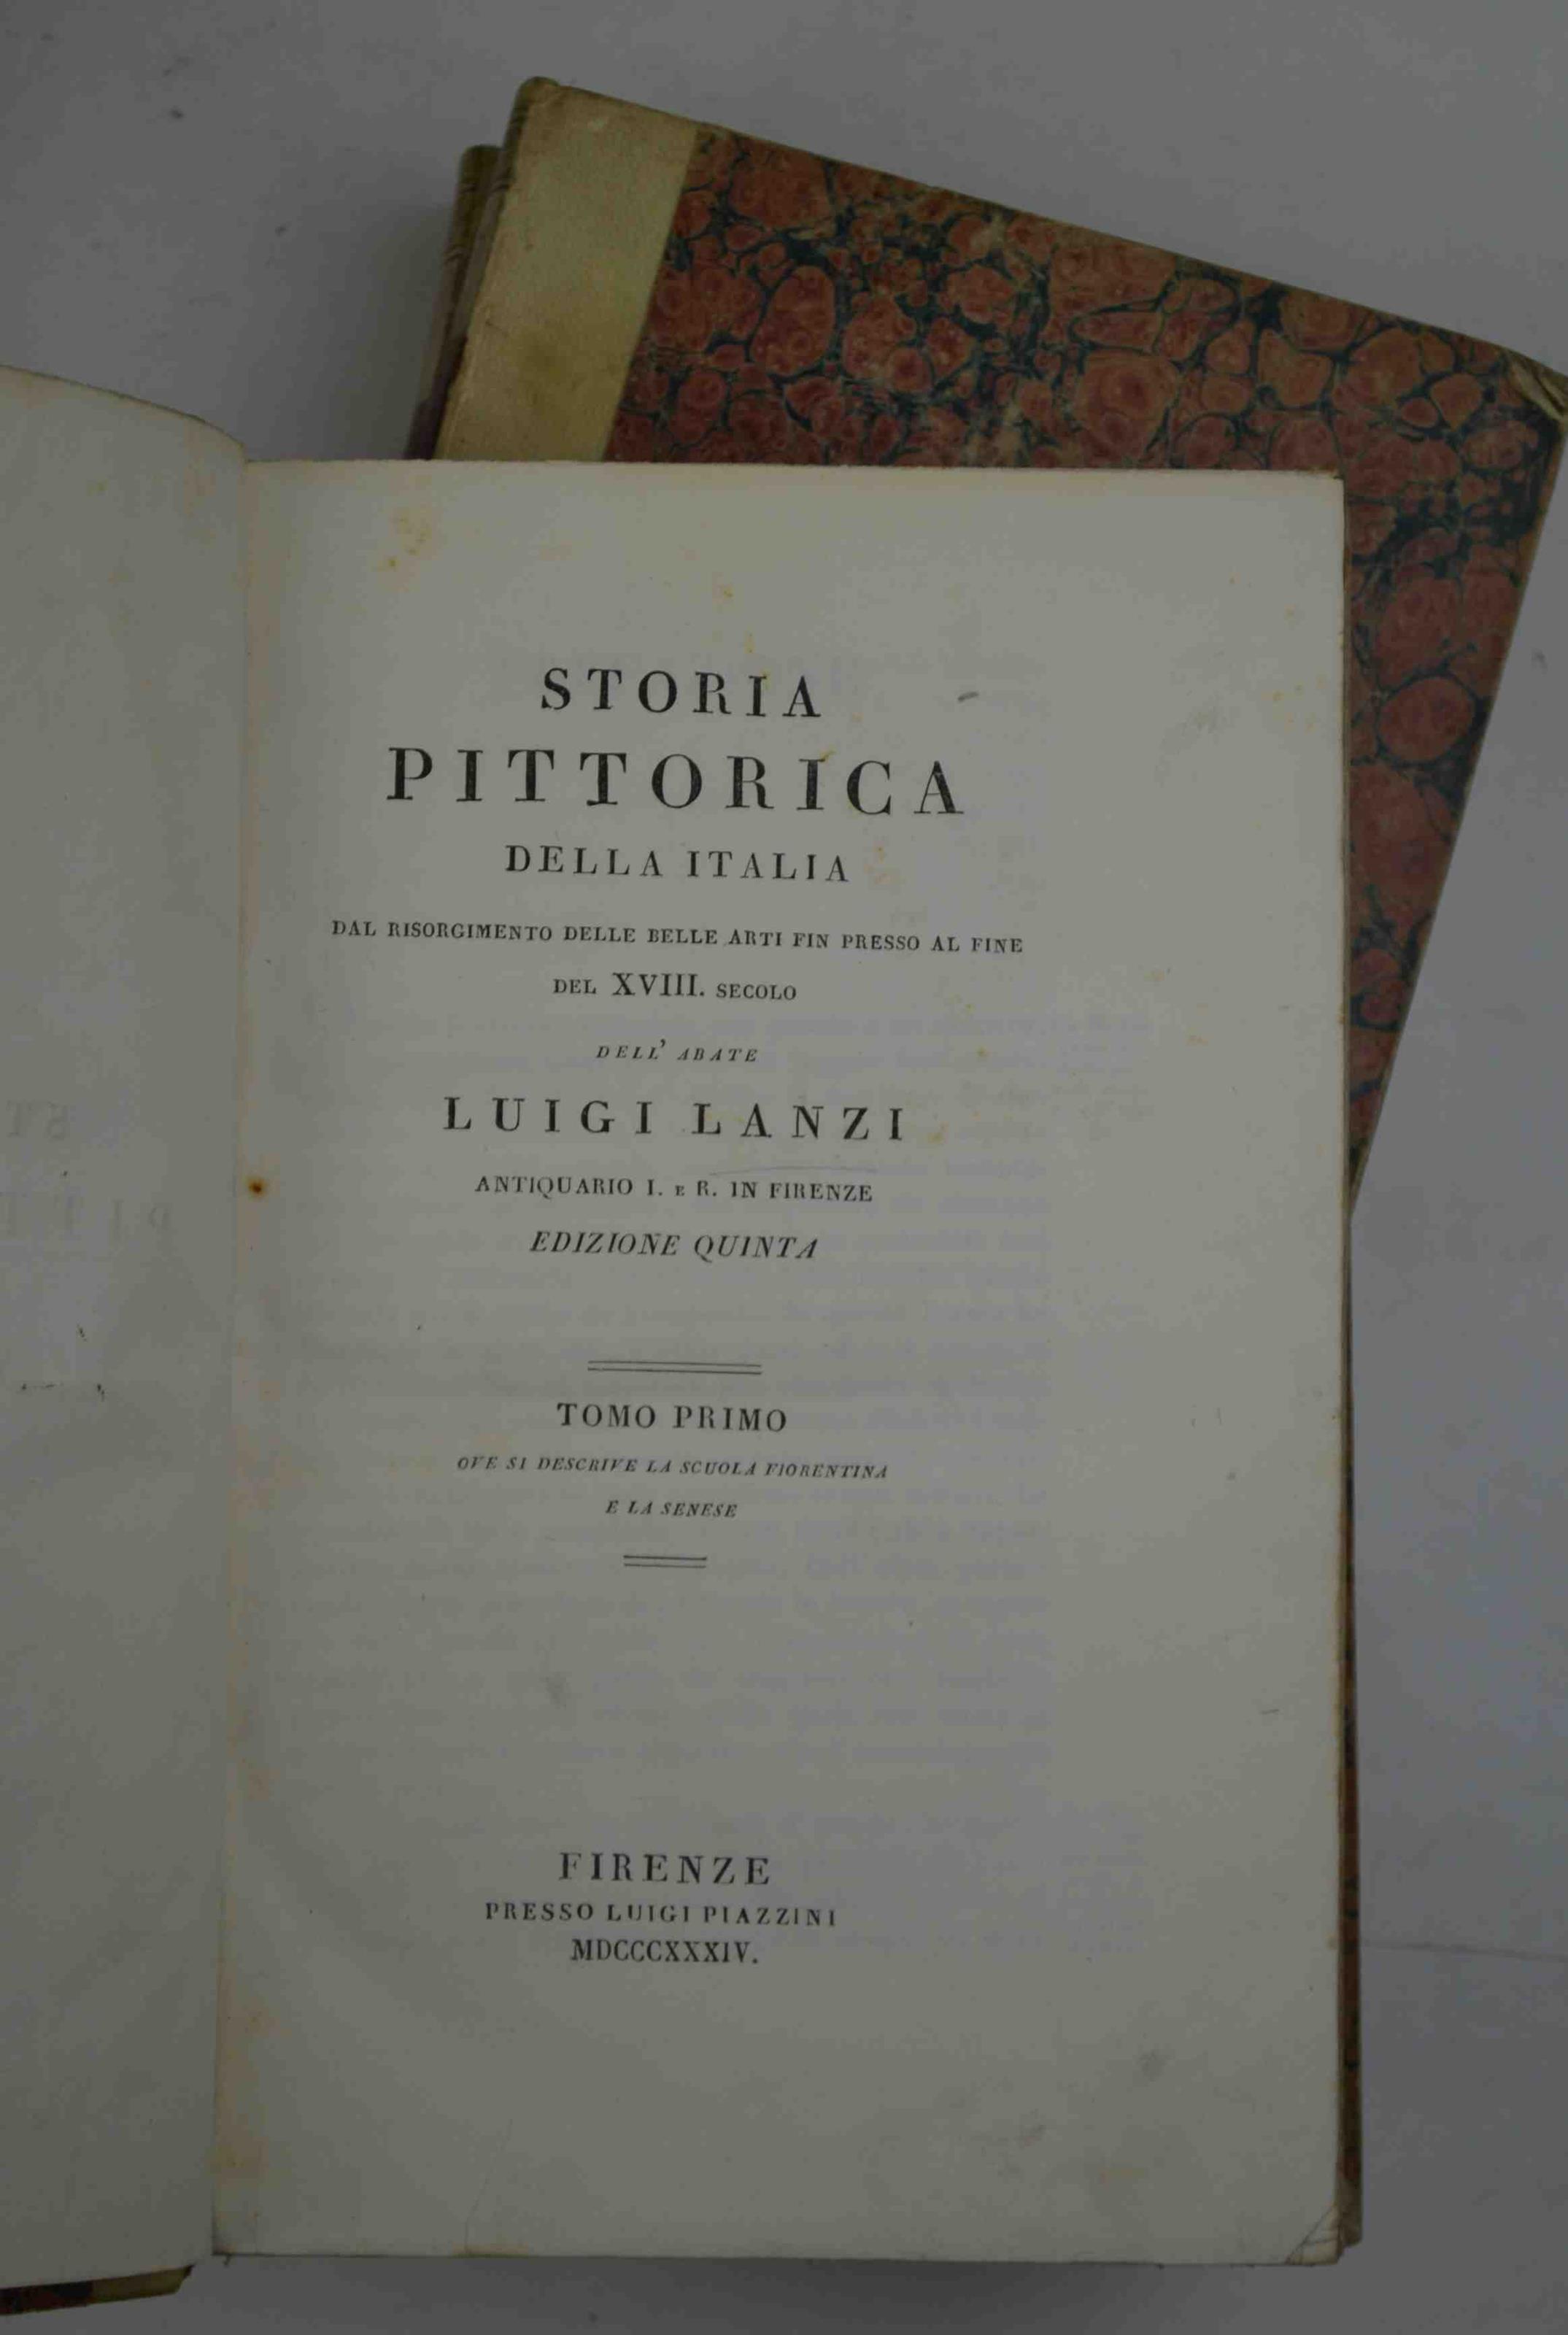 STORIA
PITTORICA
DELLA ITALIA
DAL RISORGIMENTO DELLE BELLE ARTI FIN PRESSO AL FINE
DEL XVIII. SECOLO
DELL' ABATE
LUIGI LANZI
ANTIQUARIO I. E R. IN FIRENZE
EDIZIONE QUINTA
TOMO PRIMO
OVE SI DESCRIVE LA SCUOLA FIORENTINA
E LA SENESE
FIRENZE
PRESSO LUIGI PIAZZINI
MDCCCXXXIV.